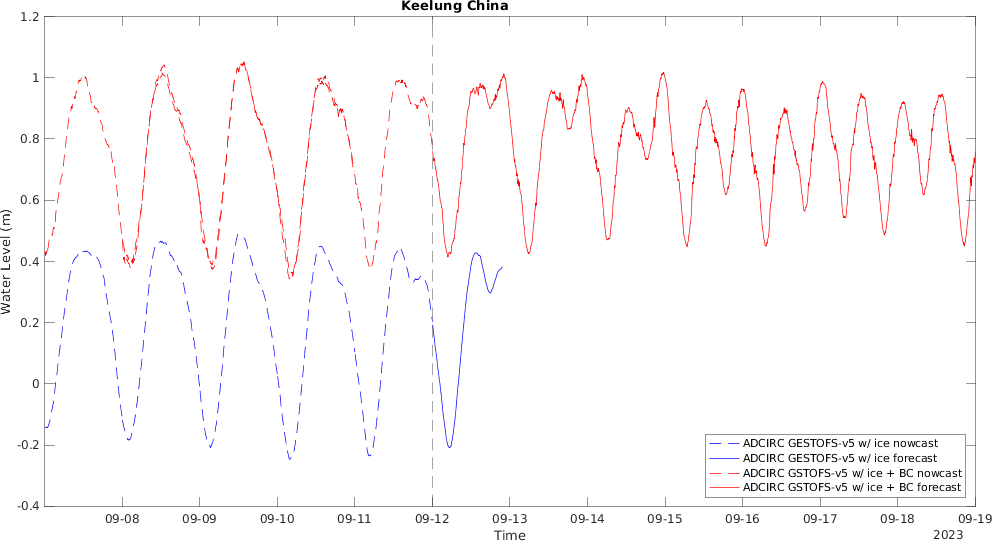 Keelung China
1.2
1
0.8
0.6
0.4
0.2
0
-0.2
-0.4
Water Level (m)
ADCIRC GESTOFS-v5 w/ ice nowcast
ADCIRC GESTOFS-v5 w/ ice forecast
ADCIRC GSTOFS-v5 w/ ice + BC nowcast
ADCIRC GSTOFS-v5 w/ ice + BC forecast
09-08 09-09 09-10 09-11 09-12 09-13 09-14 09-15 09-16 09-17 09-18 09-19
Time
2023